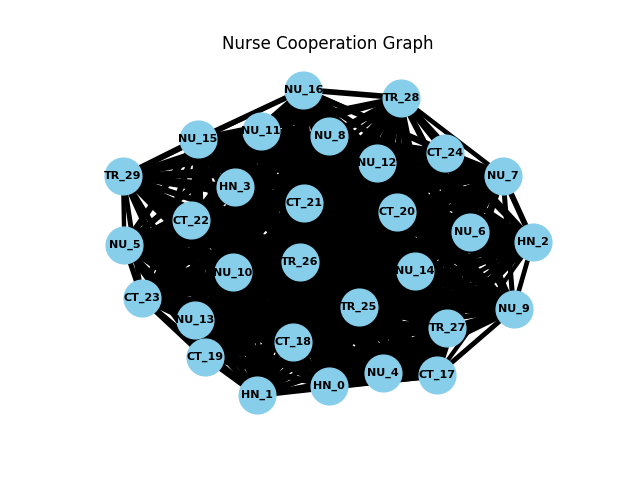 Nurse Cooperation Graph
NU_16
TR_28
NU_11
NU_8
NU_15
NU_12
CT_24
TR_29
NU_7
HN_3
CT_21
CT_20
CT_22
NU_6
HN_2
NU_5
TR_26
NU_10
NU_14
CT_23
TR_25
NU_9
NU_13
TR_27
CT_18
CT_19
NU_4
CT_17
HN_0
HN_1